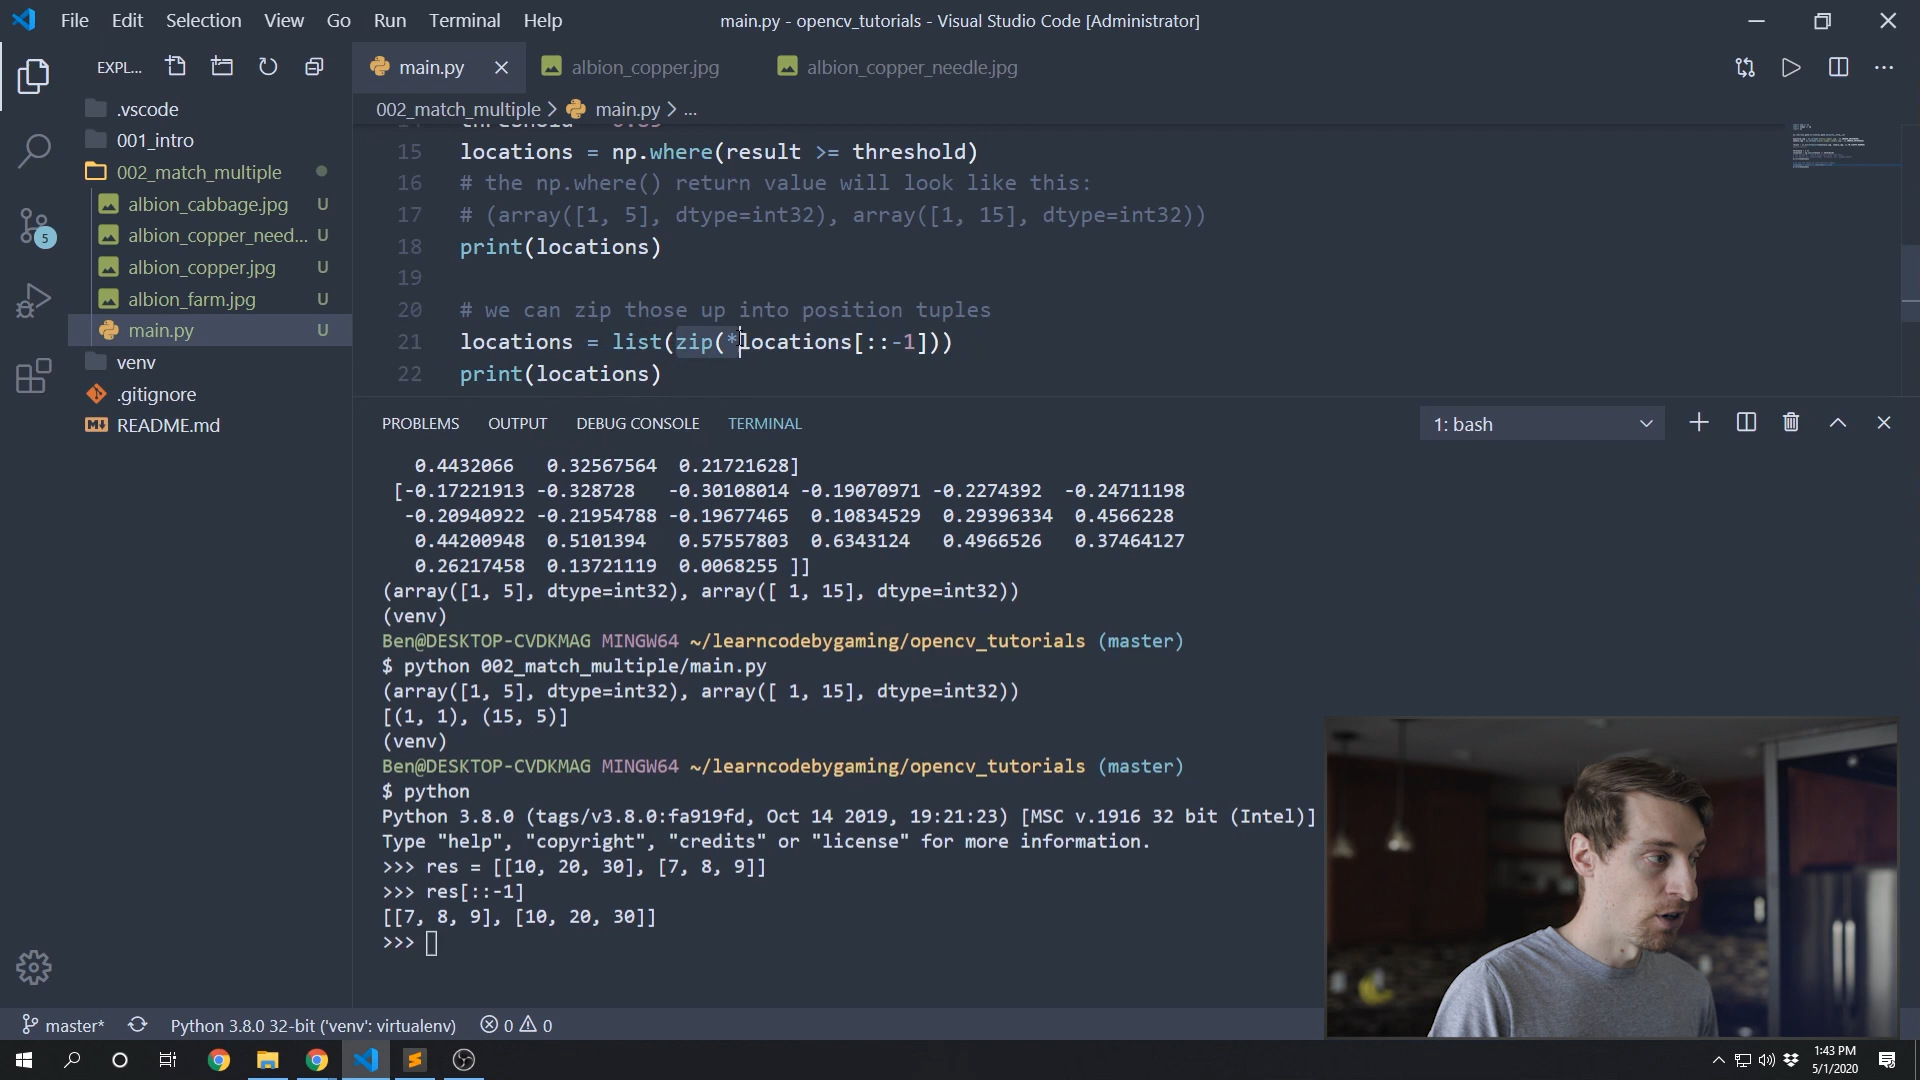 File Edit Selection View Go Run Terminal Help
main.py - opencv_tutorials - Visual Studio Code [Administrator]
EXPL...
main.py
albion_copper.jpg
albion_copper_needle.jpg
.vscode
001_intro
002_match_multiple
albion_cabbage.jpg U
albion_copper_need... U
albion_copper.jpg U
albion_farm.jpg U
main.py U
venv
.gitignore
README.md
5
002_match_multiple > main.py > ...
15 locations = np.where(result >= threshold)
16 # the np.where() return value will look like this:
17 # (array([1, 5], dtype=int32), array([1, 15], dtype=int32))
18 print(locations)
19
20 # we can zip those up into position tuples
21 locations = list(zip(*locations[::-1]))
22 print(locations)
PROBLEMS OUTPUT DEBUG CONSOLE TERMINAL
1: bash
0.4432066 0.32567564 0.21721628]
[-0.17221913 -0.328728 -0.30108014 -0.19070971 -0.2274392 -0.24711198
-0.20940922 -0.21954788 -0.19677465 0.10834529 0.29396334 0.4566228
0.44200948 0.5101394 0.57557803 0.6343124 0.4966526 0.37464127
0.26217458 0.13721119 0.0068255 ]]
(array([1, 5], dtype=int32), array([ 1, 15], dtype=int32))
(venv)
Ben@DESKTOP-CVDKMAG MINGW64 ~/learncodebygaming/opencv_tutorials (master)
$ python 002_match_multiple/main.py
(array([1, 5], dtype=int32), array([ 1, 15], dtype=int32))
[(1, 1), (15, 5)]
(venv)
Ben@DESKTOP-CVDKMAG MINGW64 ~/learncodebygaming/opencv_tutorials (master)
$ python
Python 3.8.0 (tags/v3.8.0:fa919fd, Oct 14 2019, 19:21:23) [MSC v.1916 32 bit (Intel)]
Type "help", "copyright", "credits" or "license" for more information.
>>> res = [[10, 20, 30], [7, 8, 9]]
>>> res[::-1]
[[7, 8, 9], [10, 20, 30]]
>>>
master* Python 3.8.0 32-bit ('venv': virtualenv) 0 0
1:43 PM
5/1/2020